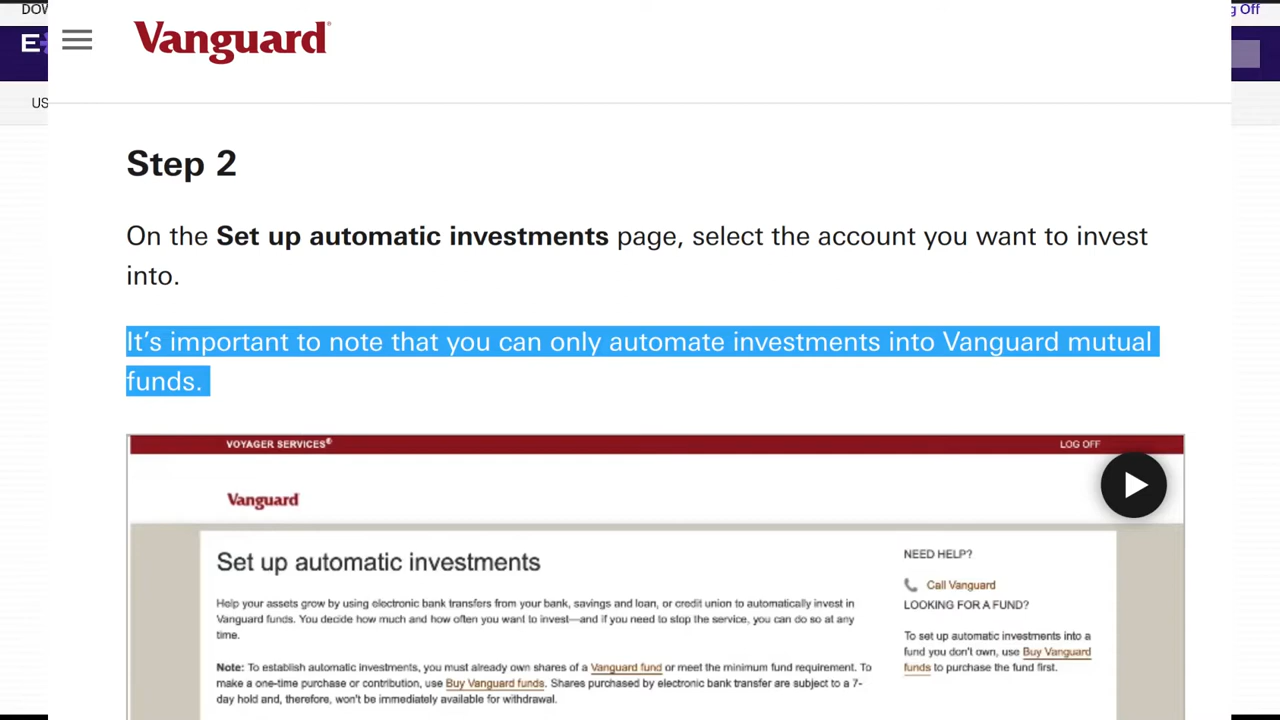 DOW
g Off
E*
Vanguard®
US
Step 2
On the Set up automatic investments page, select the account you want to invest
into.
It's important to note that you can only automate investments into Vanguard mutual
funds.
VOYAGER SERVICES®
LOG OFF
Vanguard
Set up automatic investments
NEED HELP?
Call Vanguard
Help your assets grow by using electronic bank transfers from your bank, savings and loan, or credit union to automatically invest in
Vanguard funds. You decide how much and how often you want to invest—and if you need to stop the service, you can do so at any
time.
LOOKING FOR A FUND?
To set up automatic investments into a
fund you don't own, use Buy Vanguard
funds to purchase the fund first.
Note: To establish automatic investments, you must already own shares of a Vanguard fund or meet the minimum fund requirement. To
make a one-time purchase or contribution, use Buy Vanguard funds. Shares purchased by electronic bank transfer are subject to a 7-
day hold and, therefore, won't be immediately available for withdrawal.